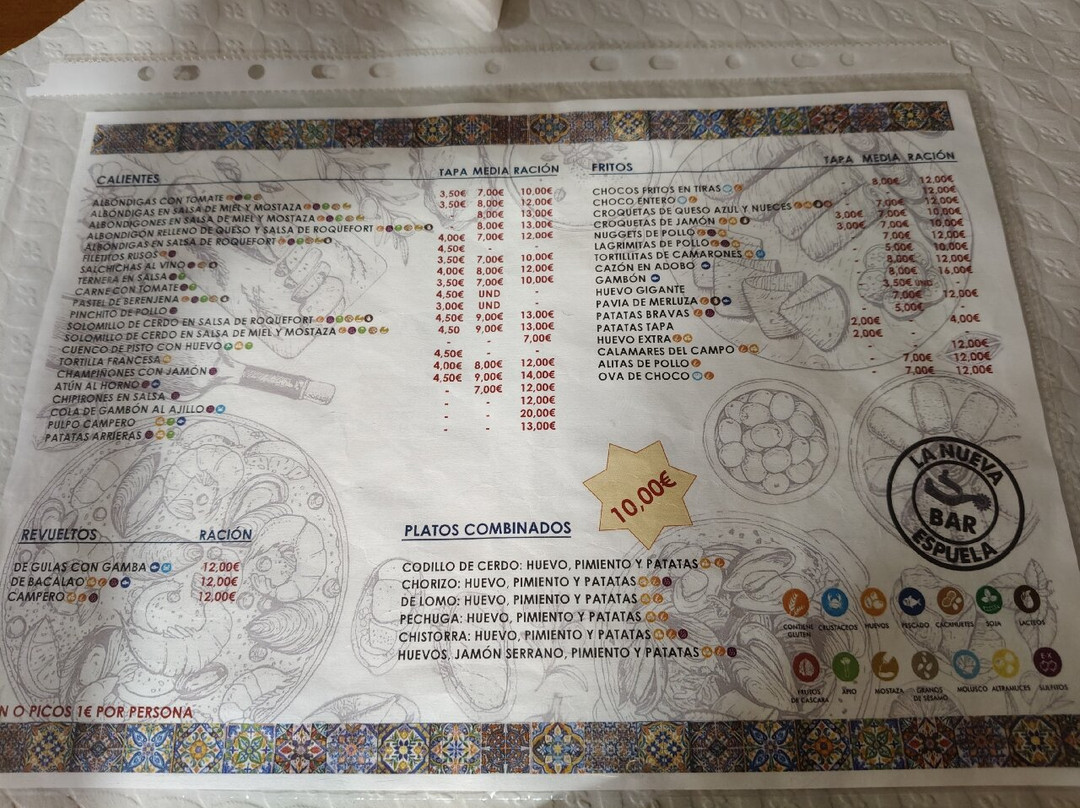 CALIENTES TAPA MEDIA RACIÓN
ALBÓNDIGAS CON TOMATE 3,50€ 7,00€ 10,00€
ALBÓNDIGAS EN SALSA DE MIEL Y MOSTAZA 3,50€ 8,00€ 12,00€
ALBONDIGONES EN SALSA DE MIEL Y MOSTAZA - 8,00€ 13,00€
ALBONDIGÓN RELLENO DE QUESO Y SALSA DE ROQUEFORT - 8,00€ 13,00€
ALBÓNDIGAS EN SALSA DE ROQUEFORT 4,00€ 7,00€ 12,00€
FILETITOS RUSOS 4,50€ - -
SALCHICHAS AL VINO 3,50€ 7,00€ 10,00€
TERNERA EN SALSA 4,00€ 8,00€ 12,00€
CARNE CON TOMATE 3,50€ 7,00€ 10,00€
PASTEL DE BERENJENA 4,50€ UND -
PINCHITO DE POLLO 3,00€ UND -
SOLOMILLO DE CERDO EN SALSA DE ROQUEFORT 4,50€ 9,00€ 13,00€
SOLOMILLO DE CERDO EN SALSA DE MIEL Y MOSTAZA 4,50 9,00€ 13,00€
CUENCO DE PISTO CON HUEVO - - 7,00€
TORTILLA FRANCESA 4,50€ - -
CHAMPIÑONES CON JAMÓN 4,00€ 8,00€ 12,00€
ATÚN AL HORNO 4,50€ 9,00€ 14,00€
CHIPIRONES EN SALSA - 7,00€ 12,00€
COLA DE GAMBÓN AL AJILLO - - 12,00€
PULPO CAMPERO - - 20,00€
PATATAS ARRIERAS - - 13,00€
FRITOS TAPA MEDIA RACIÓN
CHOCOS FRITOS EN TIRAS - 8,00€ 12,00€
CHOCO ENTERO 12,00€
CROQUETAS DE QUESO AZUL Y NUECES - 7,00€ 12,00€
CROQUETAS DE JAMÓN 3,00€ 7,00€ 10,00€
NUGGETS DE POLLO 3,00€ 7,00€ 10,00€
LAGRIMITAS DE POLLO - 7,00€ 12,00€
TORTILLITAS DE CAMARONES - 5,00€ 10,00€
CAZÓN EN ADOBO - 8,00€ 12,00€
GAMBÓN - 8,00€ 16,00€
HUEVO GIGANTE 3,50€ UND -
PAVIA DE MERLUZA - 7,00€ 12,00€
PATATAS BRAVAS - 5,00€ -
PATATAS TAPA 2,00€ - 4,00€
HUEVO EXTRA 2,00€
CALAMARES DEL CAMPO - - 12,00€
ALITAS DE POLLO - 7,00€ 12,00€
OVA DE CHOCO - 7,00€ 12,00€
REVUELTOS RACIÓN
DE GULAS CON GAMBA 12,00€
DE BACALAO 12,00€
CAMPERO 12,00€
PLATOS COMBINADOS
10,00€
CODILLO DE CERDO: HUEVO, PIMIENTO Y PATATAS
CHORIZO: HUEVO, PIMIENTO Y PATATAS
DE LOMO: HUEVO, PIMIENTO Y PATATAS
PECHUGA: HUEVO, PIMIENTO Y PATATAS
CHISTORRA: HUEVO, PIMIENTO Y PATATAS
HUEVOS, JAMÓN SERRANO, PIMIENTO Y PATATAS
LA NUEVA
BAR
ESPUELA
CONTIENE GLUTEN CRUSTÁCEOS HUEVOS PESCADO CACAHUETES SOJA LÁCTEOS
FRUTOS DE CÁSCARA APIO MOSTAZA GRANOS DE SÉSAMO MOLUSCO ALTRAMUCES SULFITOS
N O PICOS 1€ POR PERSONA